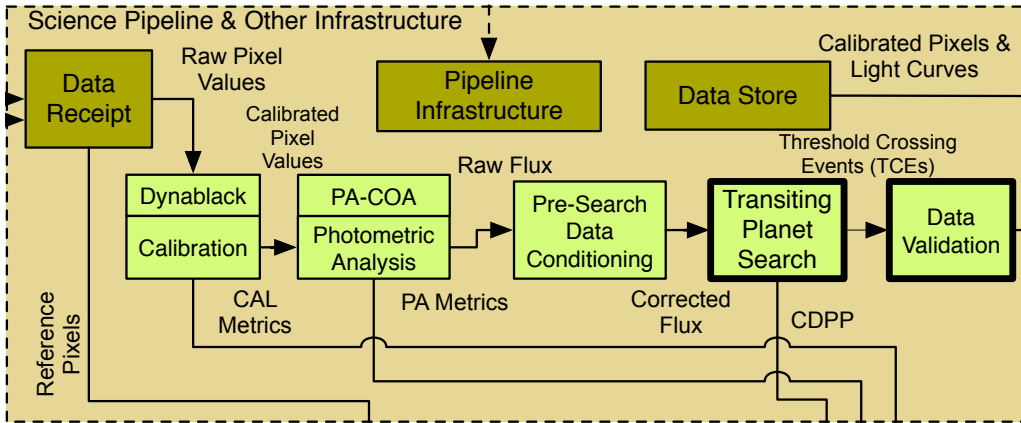 Science Pipeline & Other Infrastructure
Data
Receipt
Raw Pixel
Values
Pipeline
Infrastructure
Data Store
Calibrated Pixels &
Light Curves
Calibrated
Pixel
Values
Raw Flux
Threshold Crossing
Events (TCEs)
Dynablack
Calibration
PA-COA
Photometric
Analysis
Pre-Search
Data
Conditioning
Transiting
Planet
Search
Data
Validation
Reference
Pixels
CAL
Metrics
PA Metrics
Corrected
Flux
CDPP